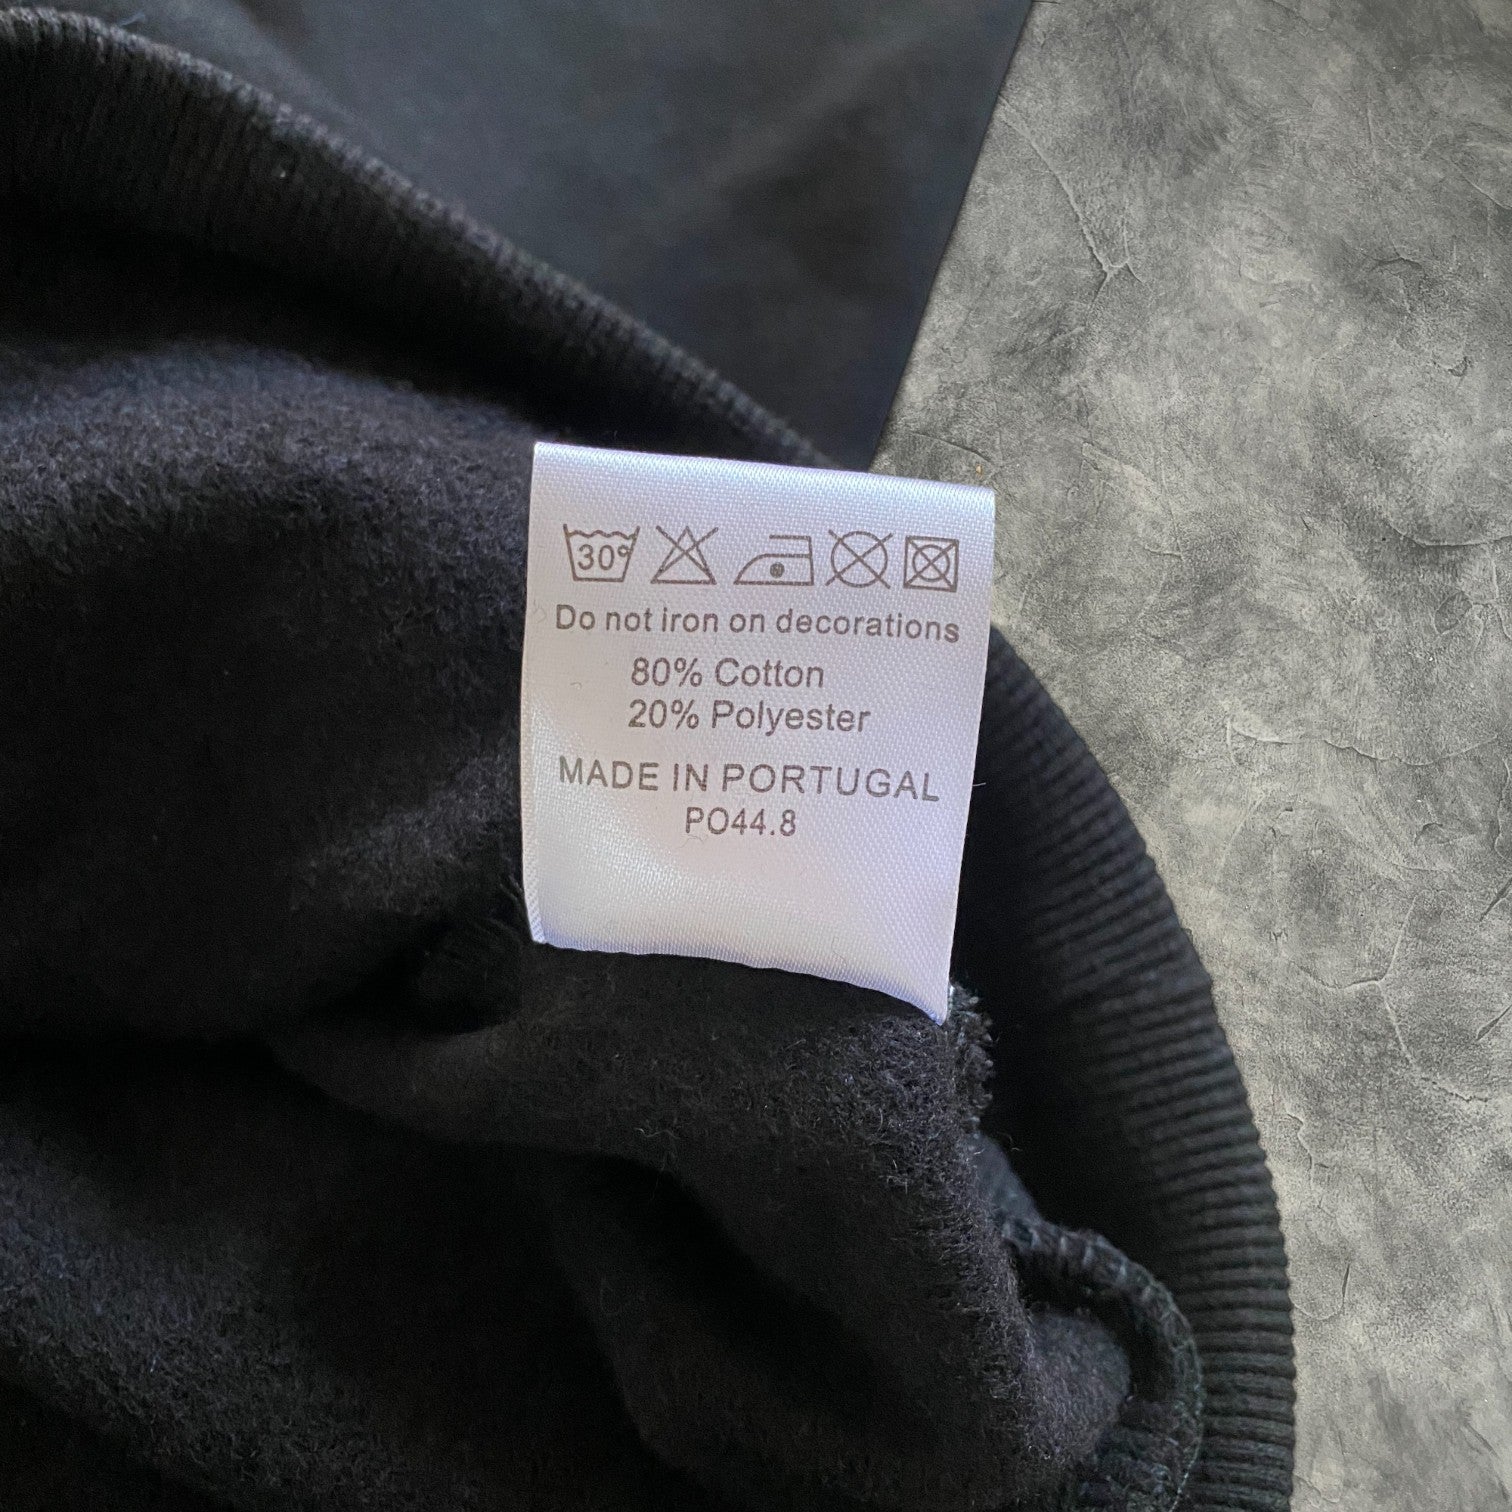 30°
Do not iron on decorations
80% Cotton
20% Polyester
MADE IN PORTUGAL
PO44.8